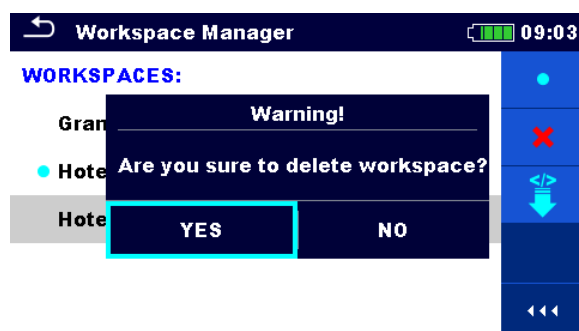 Workspace Manager
09:03
WORKSPACES:
Gran
Hote
Hote
Warning!
Are you sure to delete workspace?
YES
NO
</>